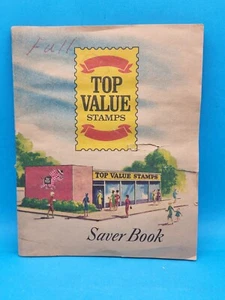 Full
TOP
VALUE
STAMPS
TOP VALUE STAMPS
Saver Book